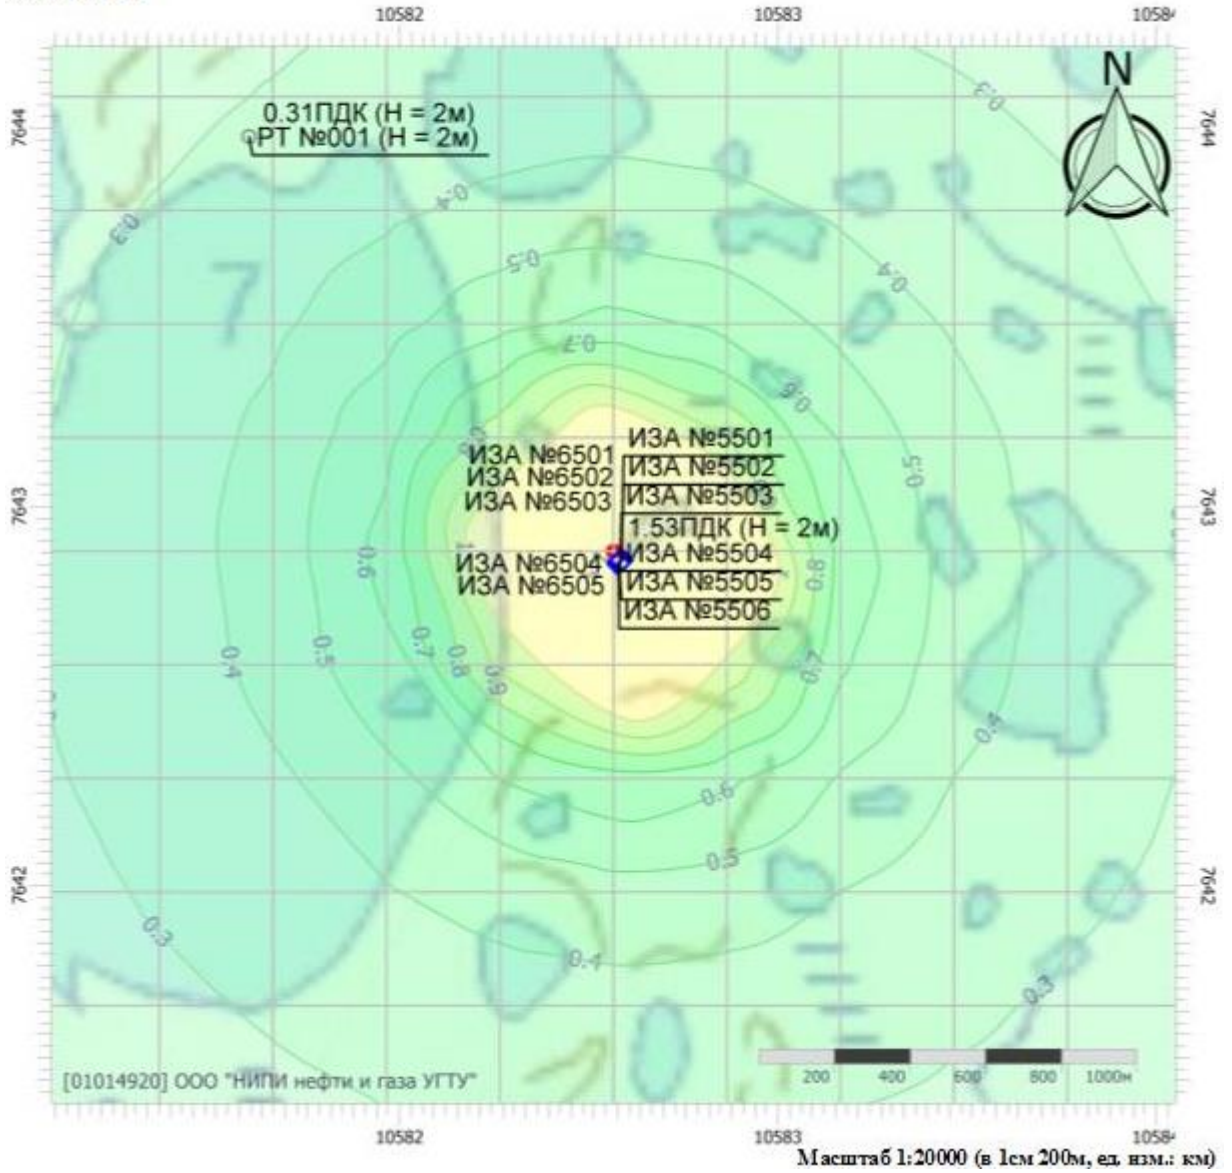 10582
10583
1058
7644
7644
N
0.31ПДК (Н = 2м)
РТ №001 (Н = 2м)
0.3
0.4
0.3
0.5
0.4
7
0.7
0.6
ИЗА №5501
ИЗА №6501
ИЗА №5502
ИЗА №6502
0.5
ИЗА №5503
ИЗА №6503
7643
7643
1.53ПДК (Н = 2м)
1
ИЗА №5504
ИЗА №6504
0.6
0.8
ИЗА №5505
ИЗА №6505
ИЗА №5506
0.4
0.5
0.7
0.8
0.9
0.7
0.4
0.6
0.5
7642
7642
0.3
0.4
0.3
200
400
600
800
1000м
[01014920] ООО "НИПИ нефти и газа УГТУ"
10582
10583
1058
Масштаб 1:20000 (в 1см 200м, ед. изм.: км)